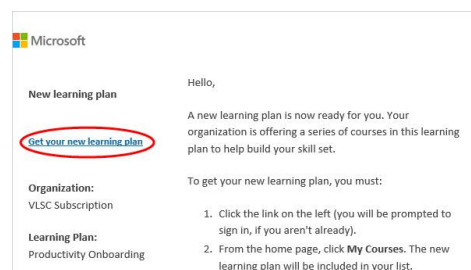 Microsoft
New learning plan
Get your new learning plan
Organization:
VLSC Subscription
Learning Plan:
Productivity Onboarding
Hello,
A new learning plan is now ready for you. Your
organization is offering a series of courses in this learning
plan to help build your skill set.
To get your new learning plan, you must:
1. Click the link on the left (you will be prompted to
sign in, if you aren't already).
2. From the home page, click My Courses. The new
learning plan will be included in your list.